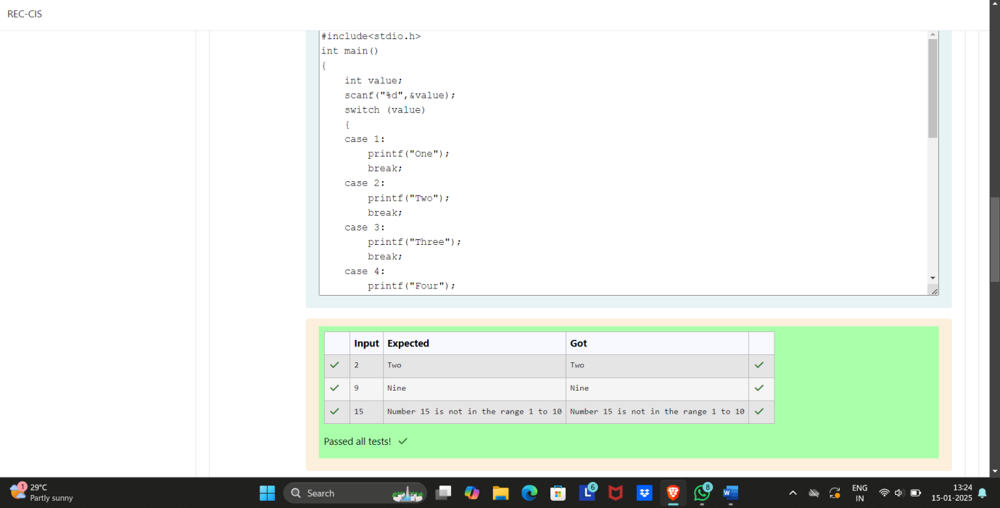 REC-CIS
#include<stdio.h>
int main()
{
int value;
scanf("%d",&value);
switch (value)
{
case 1:
printf("One");
break;
case 2:
printf("Two");
break;
case 3:
printf("Three");
break;
case 4:
printf("Four");
Input Expected Got
2 Two Two
9 Nine Nine
15 Number 15 is not in the range 1 to 10 Number 15 is not in the range 1 to 10
Passed all tests!
1 29°C
Partly sunny
Search
6
8
ENG
IN
13:24
15-01-2025